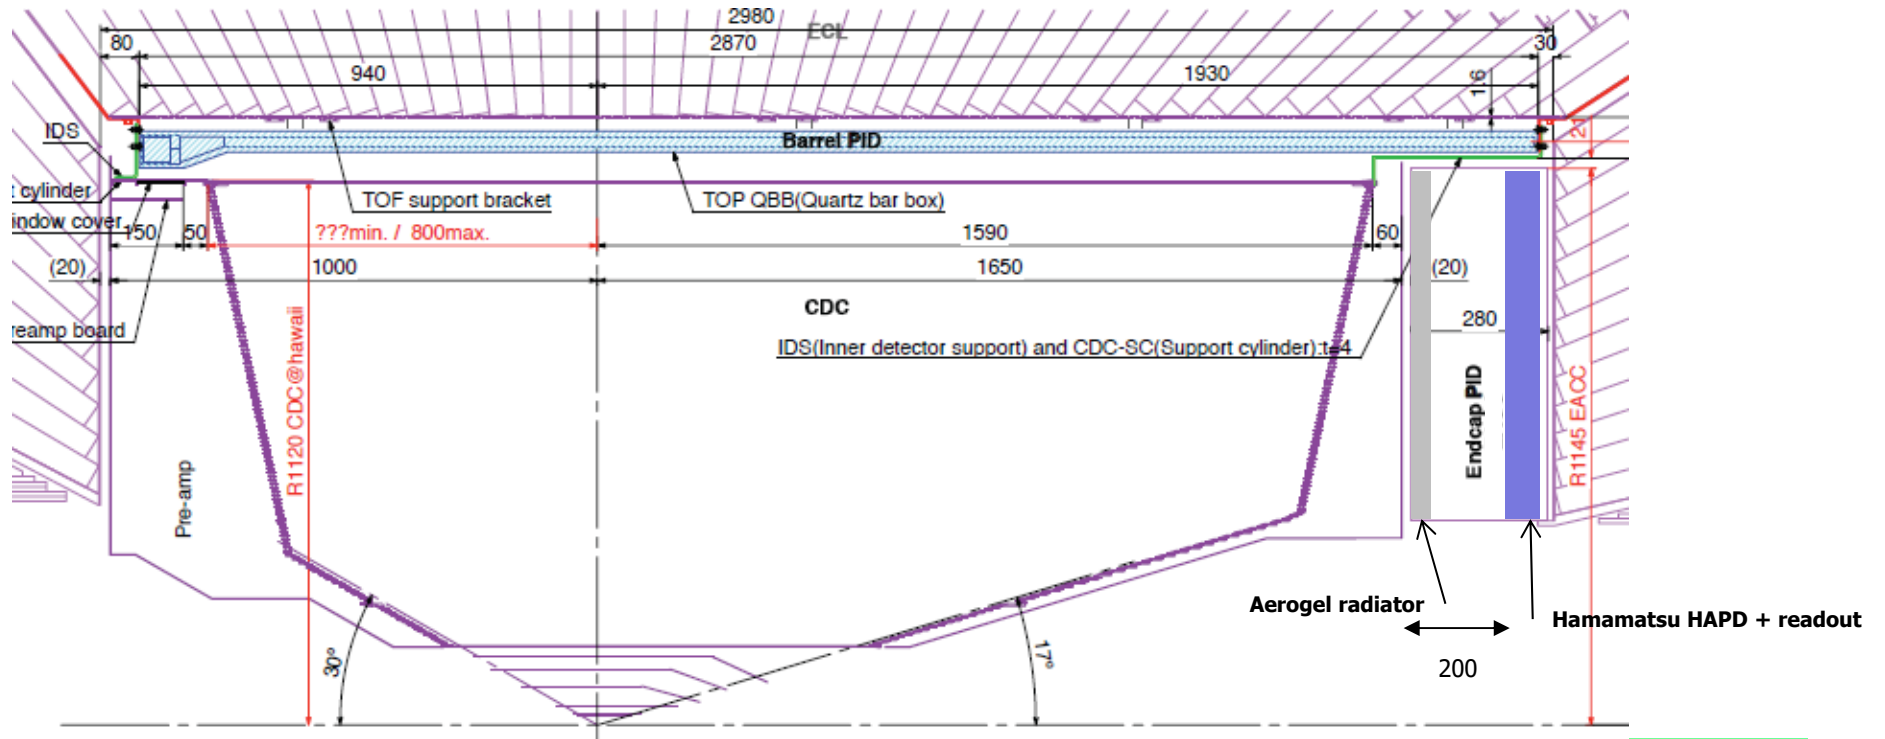 2980
ECL
80
2870
30
940
1930
16
IDS
Barrel PID
21
t cylinder
TOF support bracket
TOP QBB(Quartz bar box)
indow cover
150
50
???min. / 800max.
1590
60
(20)
1000
1650
(20)
CDC
reamp board
280
IDS(Inner detector support) and CDC-SC(Support cylinder):t=4
R1120 CDC@hawaii
Endcap PID
R1145 EACC
Pre-amp
Aerogel radiator
Hamamatsu HAPD + readout
30°
17°
200